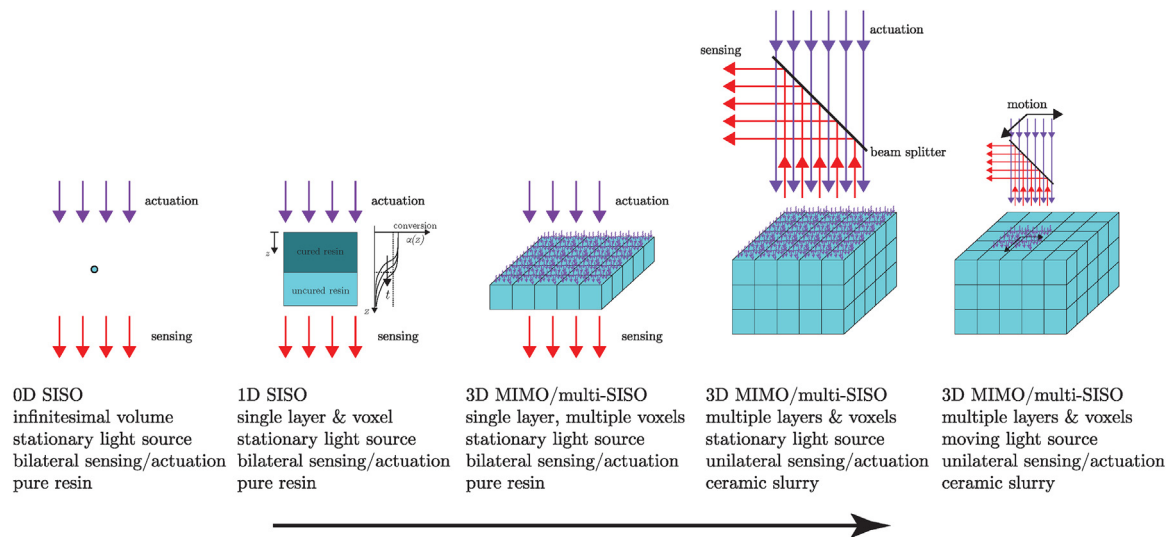 actuation
sensing
0D SISO
infinitesimal volume
stationary light source
bilateral sensing/actuation
pure resin
actuation
conversion
α(z)
z
cured resin
uncured resin
t
z
sensing
1D SISO
single layer & voxel
stationary light source
bilateral sensing/actuation
pure resin
actuation
sensing
3D MIMO/multi-SISO
single layer, multiple voxels
stationary light source
bilateral sensing/actuation
pure resin
actuation
sensing
beam splitter
3D MIMO/multi-SISO
multiple layers & voxels
stationary light source
unilateral sensing/actuation
ceramic slurry
motion
3D MIMO/multi-SISO
multiple layers & voxels
moving light source
unilateral sensing/actuation
ceramic slurry